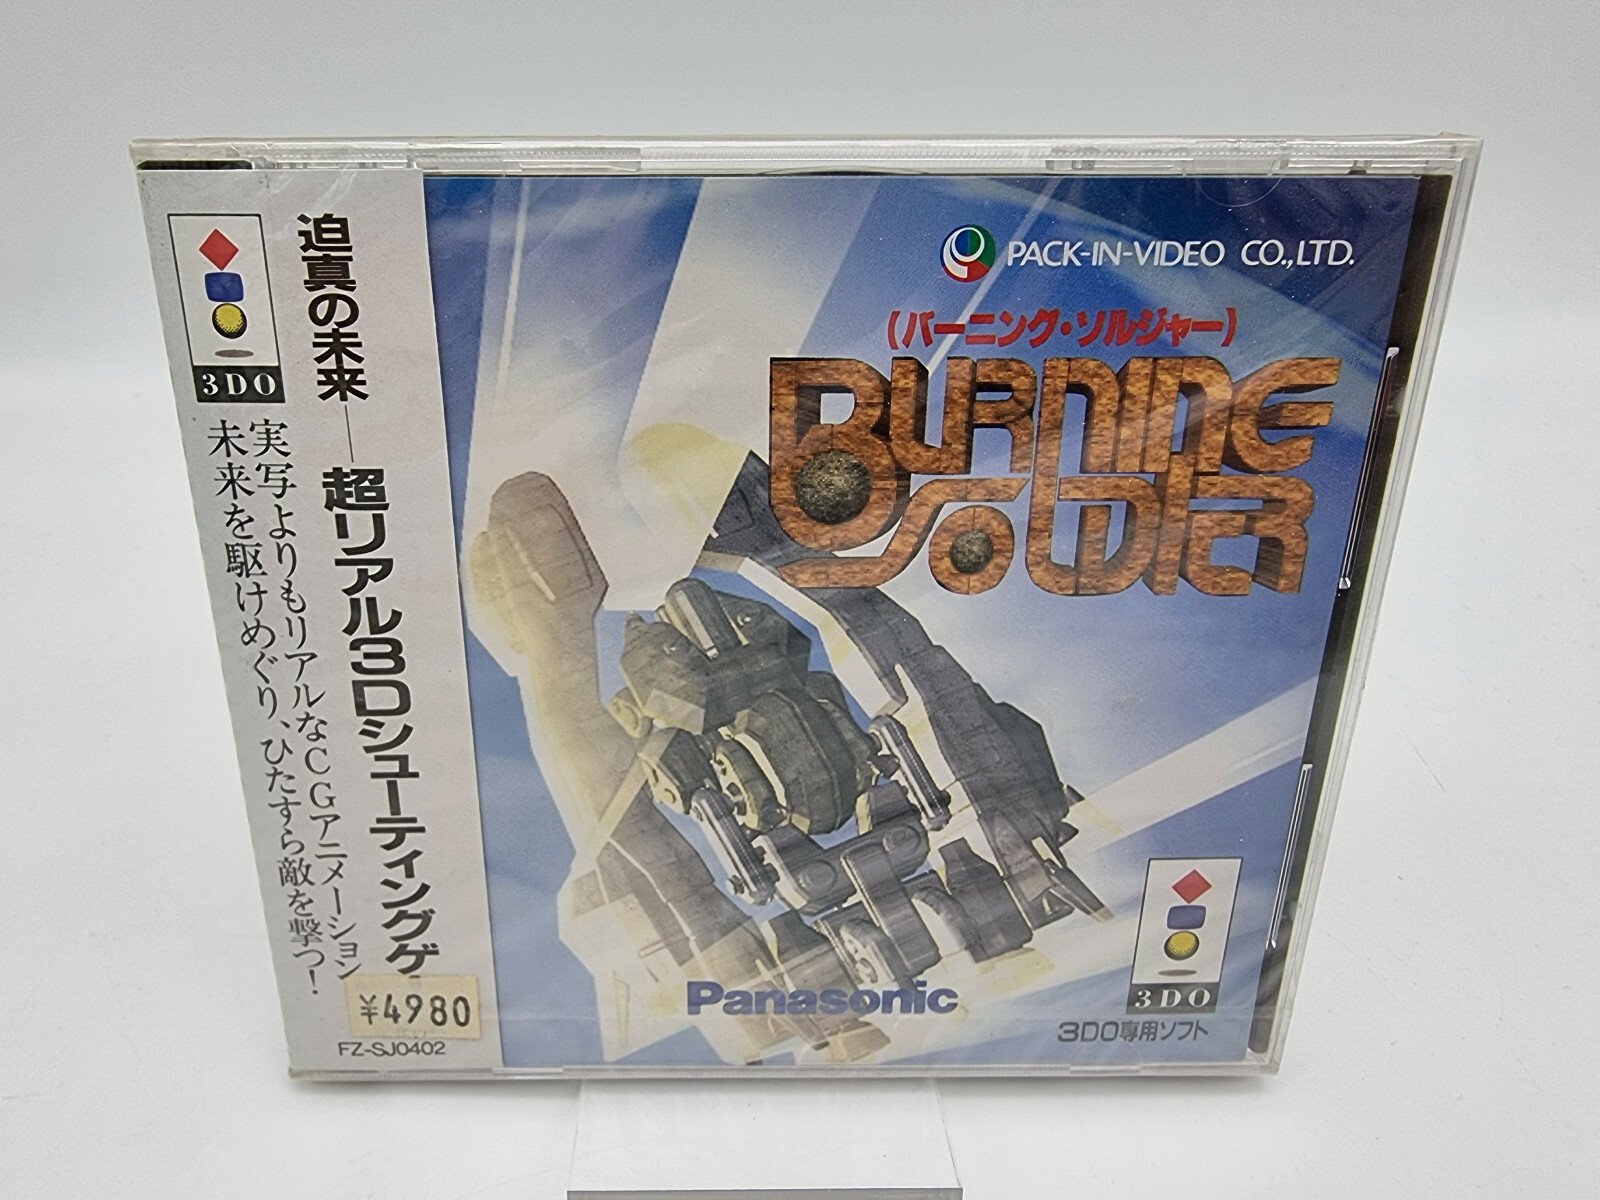 3DO
迫真の未来──超リアル3Dシューティングゲ
実写よりもリアルなCGアニメーション
未来を駆けめぐり、ひたすら敵を撃つ!
¥4980
FZ-SJ0402
PACK-IN-VIDEO CO.,LTD.
(バーニング・ソルジャー)
BURNING
SOLDIER
Panasonic
3DO
3DO専用ソフト